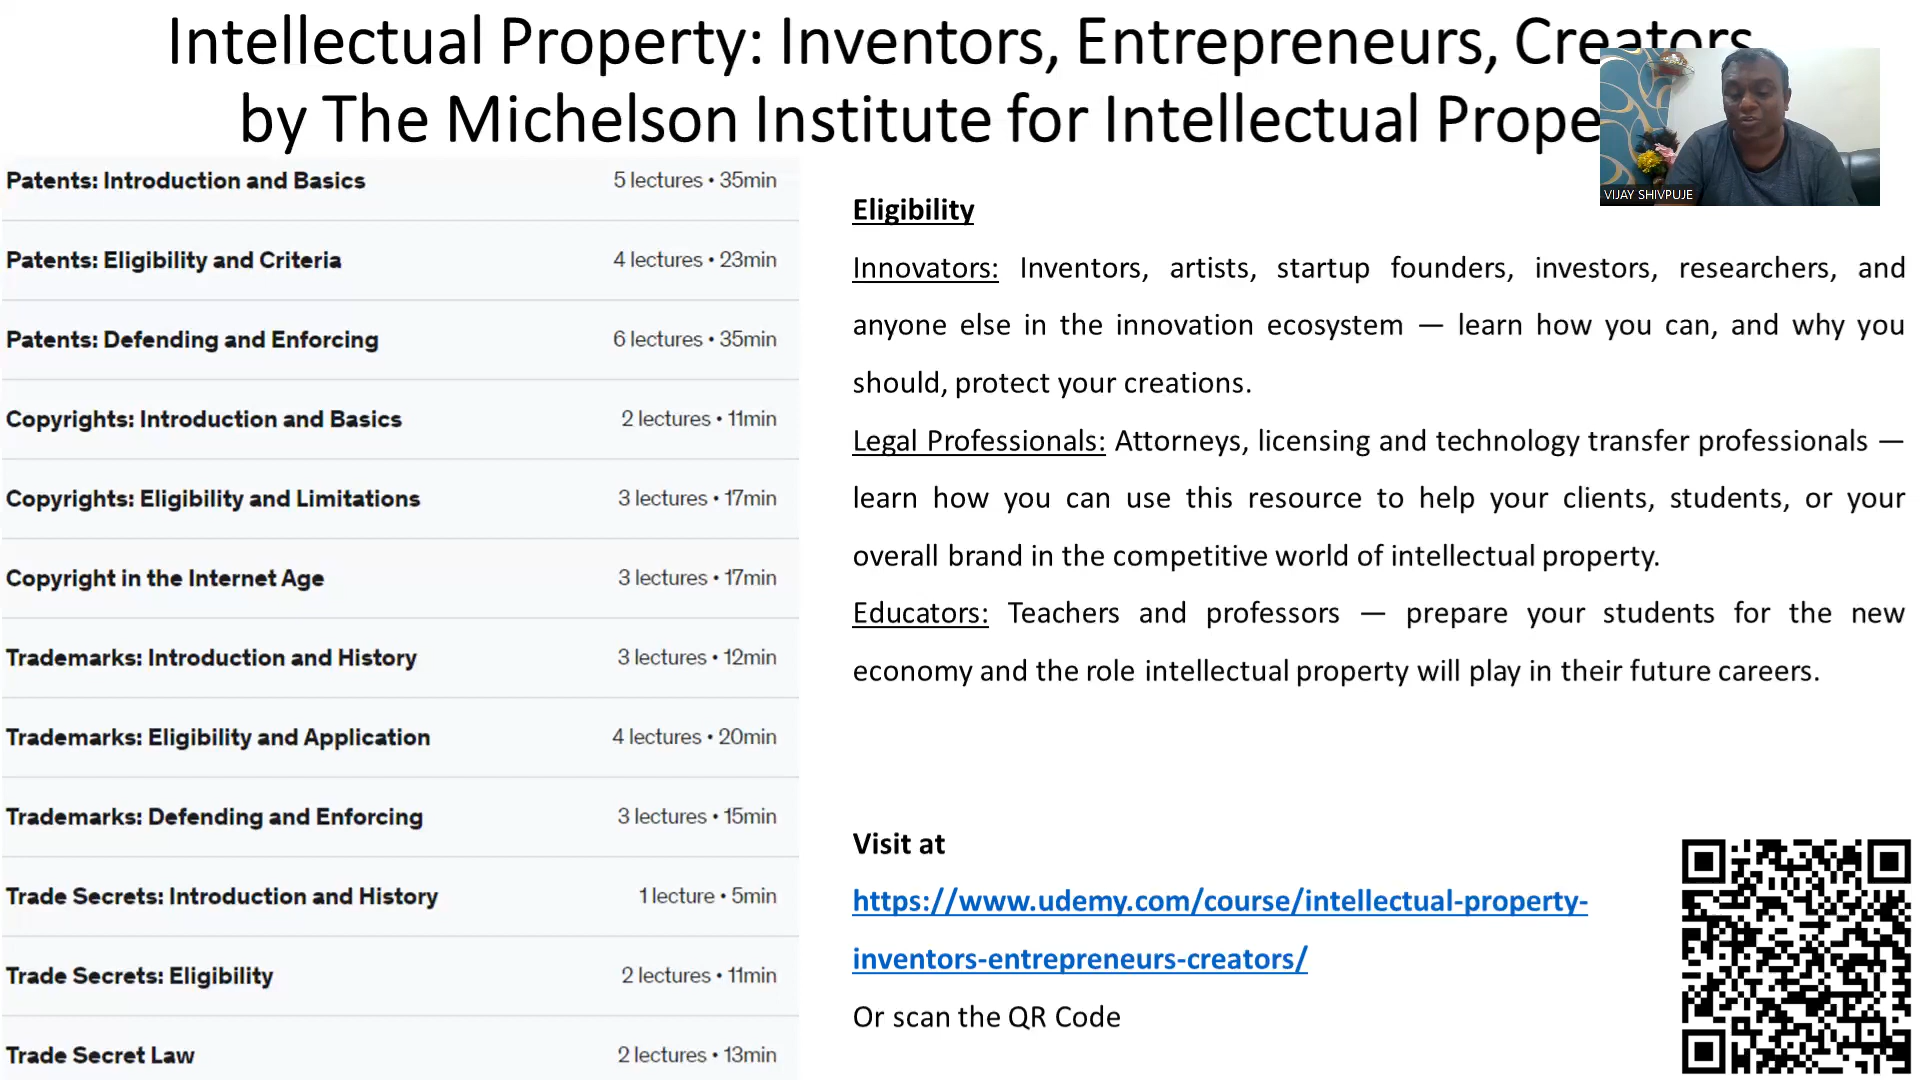 Intellectual Property: Inventors, Entrepreneurs, Creators
by The Michelson Institute for Intellectual
VIJAY SHIVPUJE
Patents: Introduction and Basics 5 lectures • 35min
Patents: Eligibility and Criteria 4 lectures • 23min
Patents: Defending and Enforcing 6 lectures • 35min
Copyrights: Introduction and Basics 2 lectures • 11min
Copyrights: Eligibility and Limitations 3 lectures • 17min
Copyright in the Internet Age 3 lectures • 17min
Trademarks: Introduction and History 3 lectures • 12min
Trademarks: Eligibility and Application 4 lectures • 20min
Trademarks: Defending and Enforcing 3 lectures • 15min
Trade Secrets: Introduction and History 1 lecture • 5min
Trade Secrets: Eligibility 2 lectures • 11min
Trade Secret Law 2 lectures • 13min
Eligibility
Innovators: Inventors, artists, startup founders, investors, researchers, and
anyone else in the innovation ecosystem — learn how you can, and why you
should, protect your creations.
Legal Professionals: Attorneys, licensing and technology transfer professionals —
learn how you can use this resource to help your clients, students, or your
overall brand in the competitive world of intellectual property.
Educators: Teachers and professors — prepare your students for the new
economy and the role intellectual property will play in their future careers.
Visit at
https://www.udemy.com/course/intellectual-property-
inventors-entrepreneurs-creators/
Or scan the QR Code